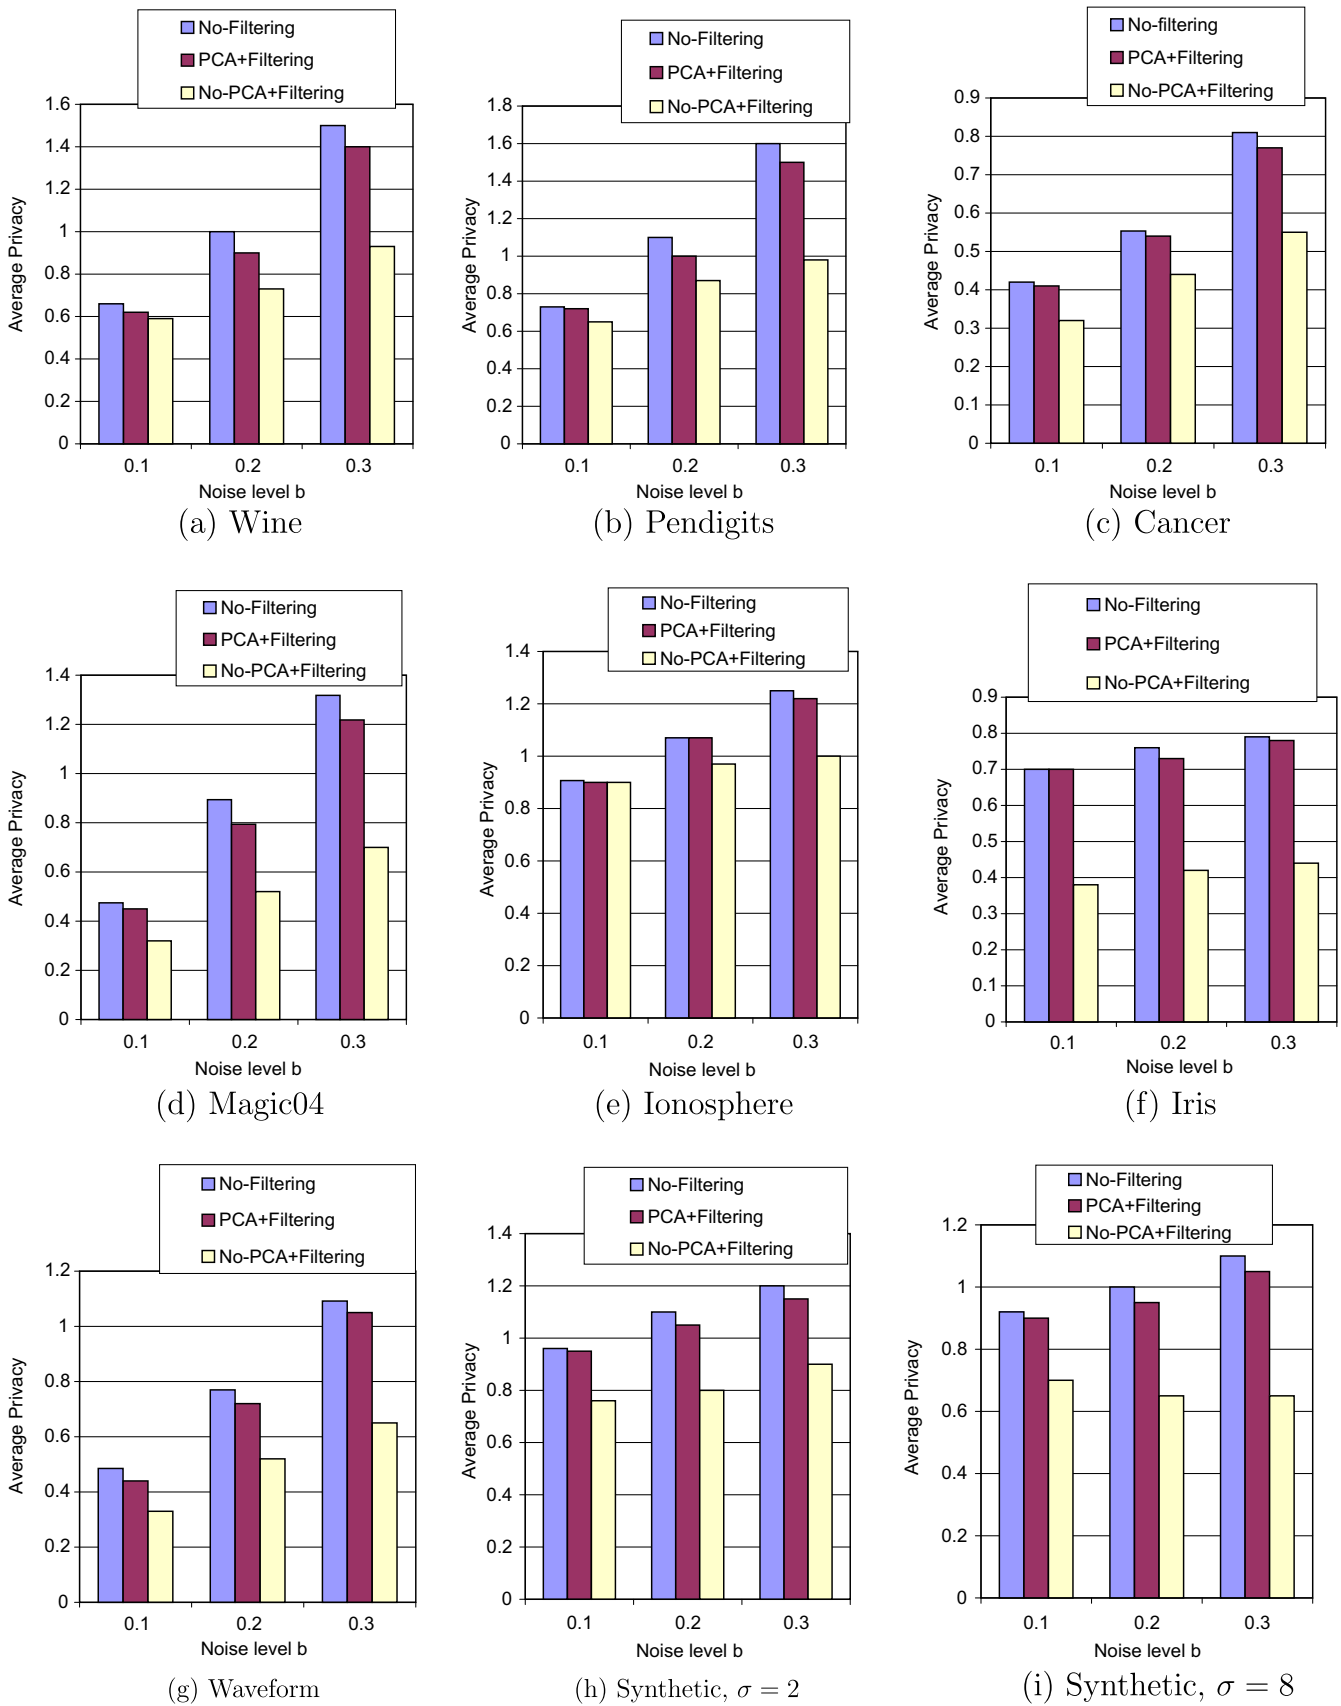 No-Filtering
PCA+Filtering
No-PCA+Filtering
1.6
1.4
1.2
1
0.8
0.6
0.4
0.2
0
Average Privacy
0.1 0.2 0.3
Noise level b
(a) Wine
No-Filtering
PCA+Filtering
No-PCA+Filtering
1.8
1.6
1.4
1.2
1
0.8
0.6
0.4
0.2
0
Average Privacy
0.1 0.2 0.3
Noise level b
(b) Pendigits
No-filtering
PCA+Filtering
No-PCA+Filtering
0.9
0.8
0.7
0.6
0.5
0.4
0.3
0.2
0.1
0
Average Privacy
0.1 0.2 0.3
Noise level b
(c) Cancer
No-Filtering
PCA+Filtering
No-PCA+Filtering
1.4
1.2
1
0.8
0.6
0.4
0.2
0
Average Privacy
0.1 0.2 0.3
Noise level b
(d) Magic04
No-Filtering
PCA+Filtering
No-PCA+Filtering
1.4
1.2
1
0.8
0.6
0.4
0.2
0
Average Privacy
0.1 0.2 0.3
Noise level b
(e) Ionosphere
No-Filtering
PCA+Filtering
No-PCA+Filtering
0.9
0.8
0.7
0.6
0.5
0.4
0.3
0.2
0.1
0
Average Privacy
0.1 0.2 0.3
Noise level b
(f) Iris
No-Filtering
PCA+Filtering
No-PCA+Filtering
1.2
1
0.8
0.6
0.4
0.2
0
Average Privacy
0.1 0.2 0.3
Noise level b
(g) Waveform
No-Filtering
PCA+Filtering
No-PCA+Filtering
1.4
1.2
1
0.8
0.6
0.4
0.2
0
Average Privacy
0.1 0.2 0.3
Noise level b
(h) Synthetic, σ = 2
No-Filtering
PCA+Filtering
No-PCA+Filtering
1.2
1
0.8
0.6
0.4
0.2
0
Average Privacy
0.1 0.2 0.3
Noise level b
(i) Synthetic, σ = 8